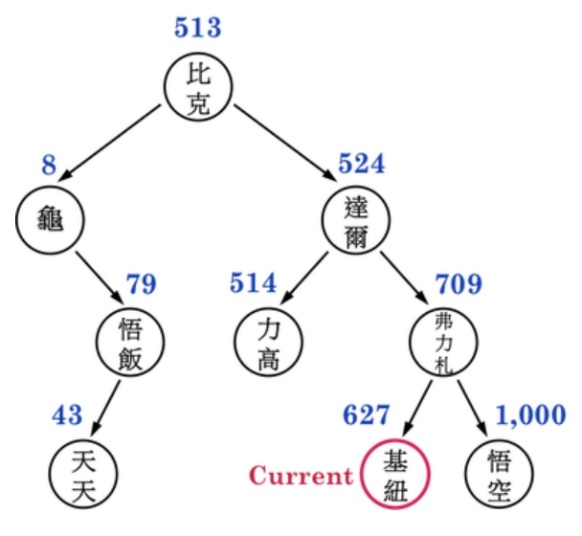 513
比
克
8
524
龜
達
爾
79
514
709
悟
飯
力
高
弗
力
札
43
627
1,000
天
天
Current
基
紐
悟
空